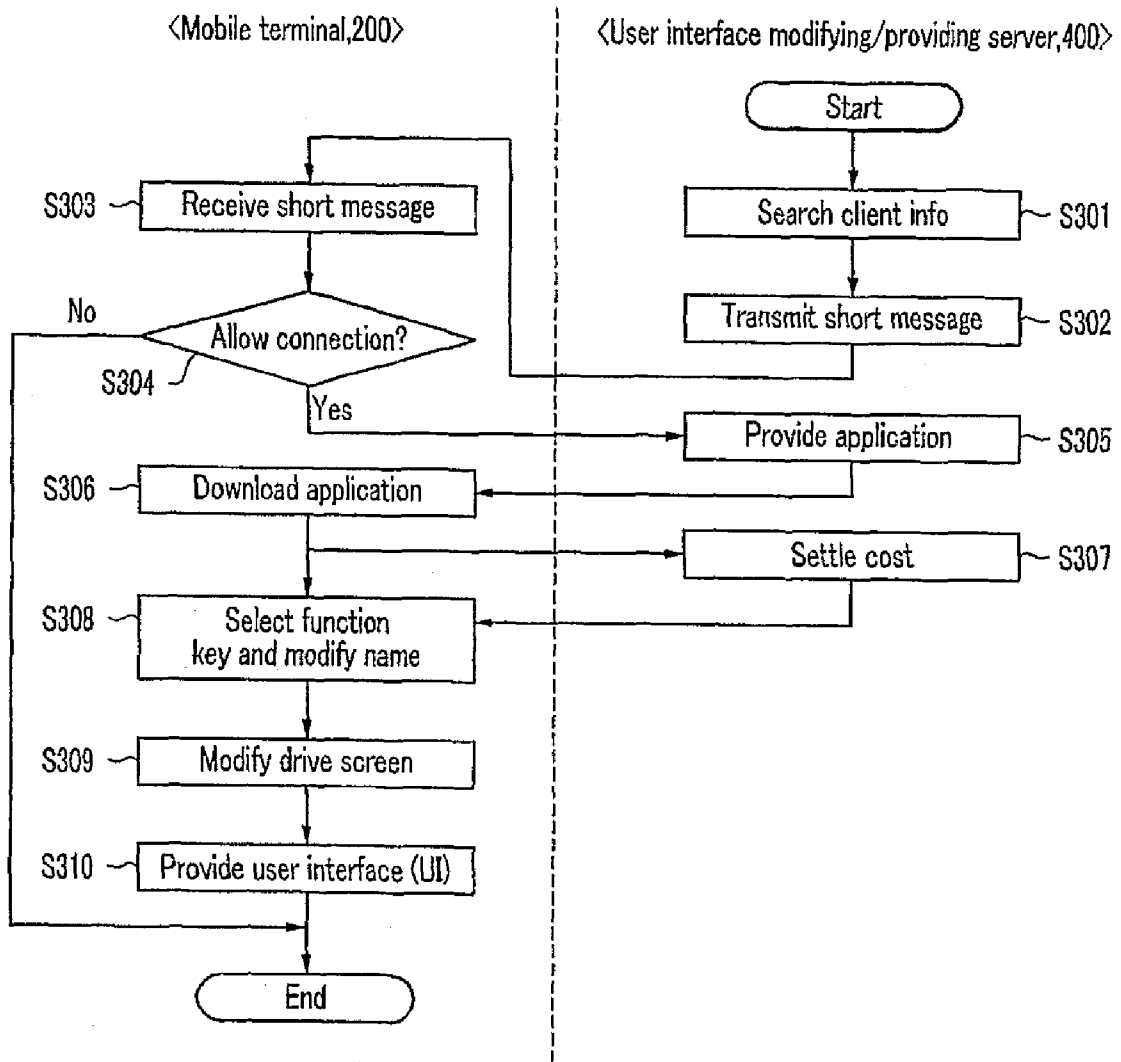 <Mobile terminal,200>
<User interface modifying/providing server,400>
Start
S303
Receive short message
Search client info
S301
No
Allow connection?
Transmit short message
S302
S304
Yes
Provide application
S305
S306
Download application
Settle cost
S307
S308
Select function
key and modify name
S309
Modify drive screen
S310
Provide user interface (UI)
End